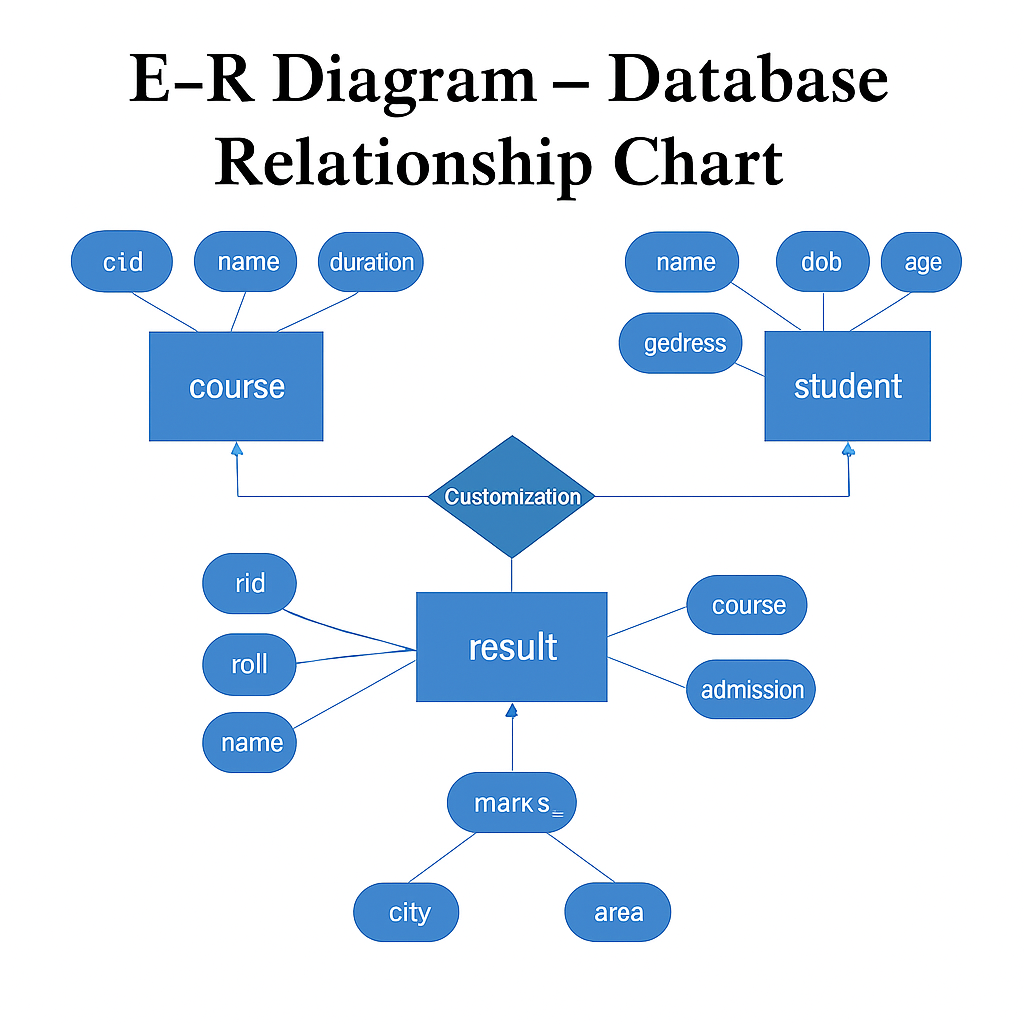 E–R Diagram – Database
Relationship Chart
cid
name
duration
name
dob
age
gedress
course
student
Customization
rid
roll
name
result
course
admission
marks_
city
area